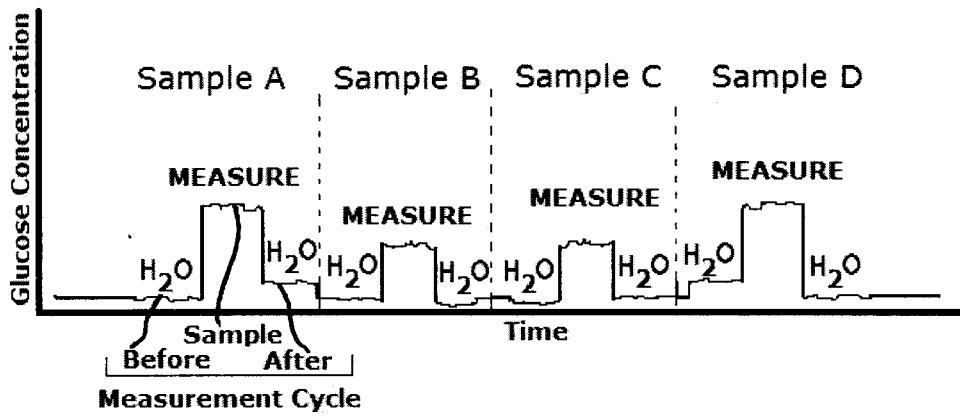 Glucose Concentration
Sample A
Sample B
Sample C
Sample D
MEASURE
MEASURE
MEASURE
MEASURE
H2O
H2O
H2O
H2O
H2O
H2O
H2O
H2O
Sample
Time
Before
After
Measurement Cycle